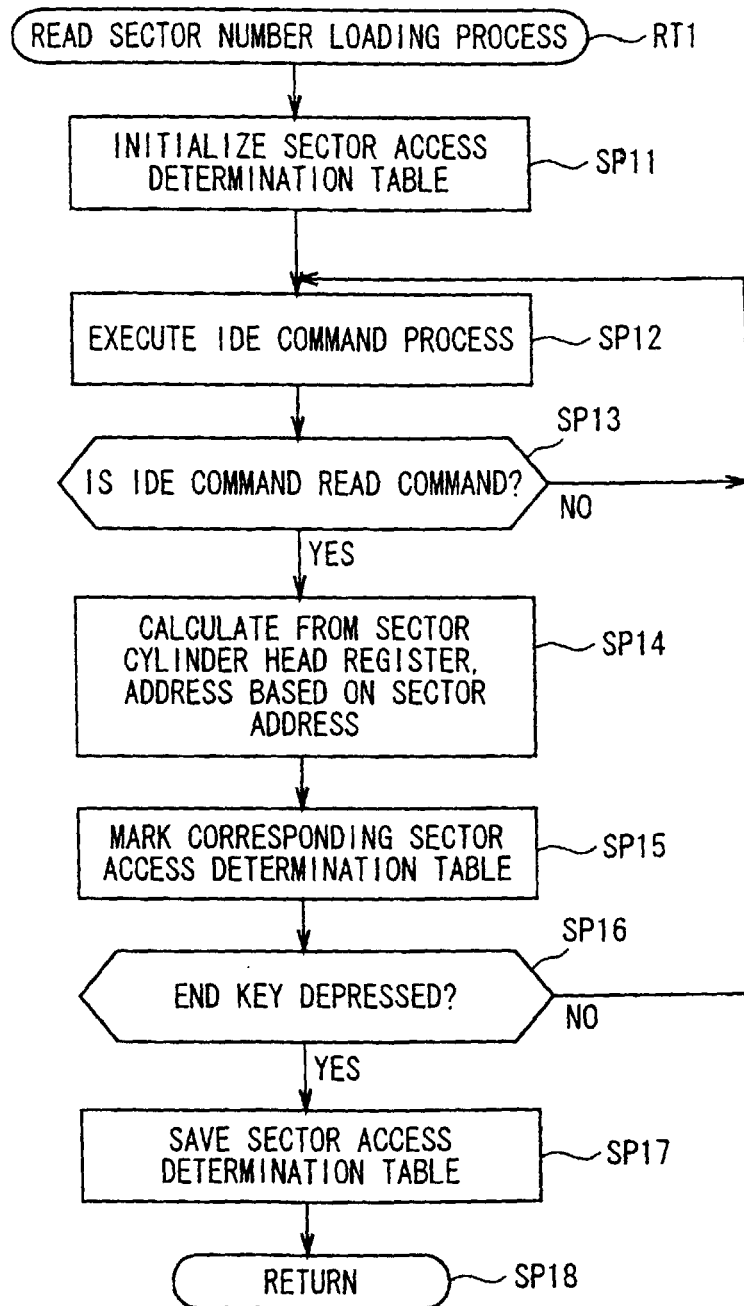 READ SECTOR NUMBER LOADING PROCESS
RT1
INITIALIZE SECTOR ACCESS
DETERMINATION TABLE
SP11
EXECUTE IDE COMMAND PROCESS
SP12
SP13
IS IDE COMMAND READ COMMAND?
NO
YES
CALCULATE FROM SECTOR
CYLINDER HEAD REGISTER,
ADDRESS BASED ON SECTOR
ADDRESS
SP14
MARK CORRESPONDING SECTOR
ACCESS DETERMINATION TABLE
SP15
SP16
END KEY DEPRESSED?
NO
YES
SAVE SECTOR ACCESS
DETERMINATION TABLE
SP17
RETURN
SP18